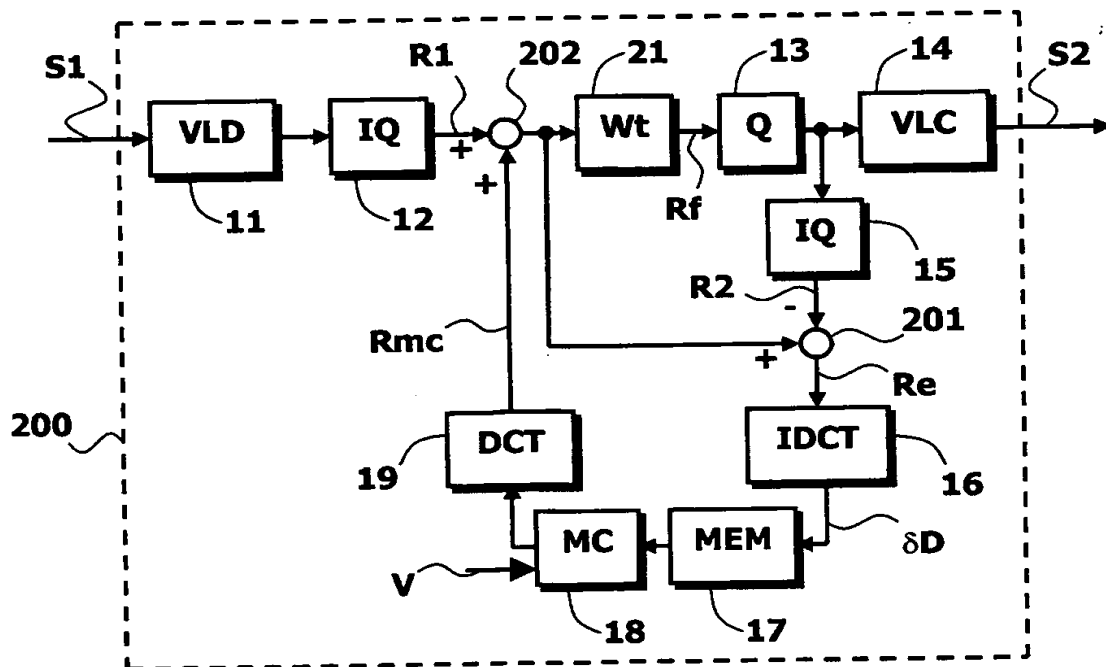 S1
R1
202
21
13
14
S2
VLD
IQ
+
Wt
Q
VLC
11
12
+
Rf
IQ
15
R2
-
201
Rmc
+
Re
200
DCT
IDCT
19
16
MC
MEM
δD
V
18
17